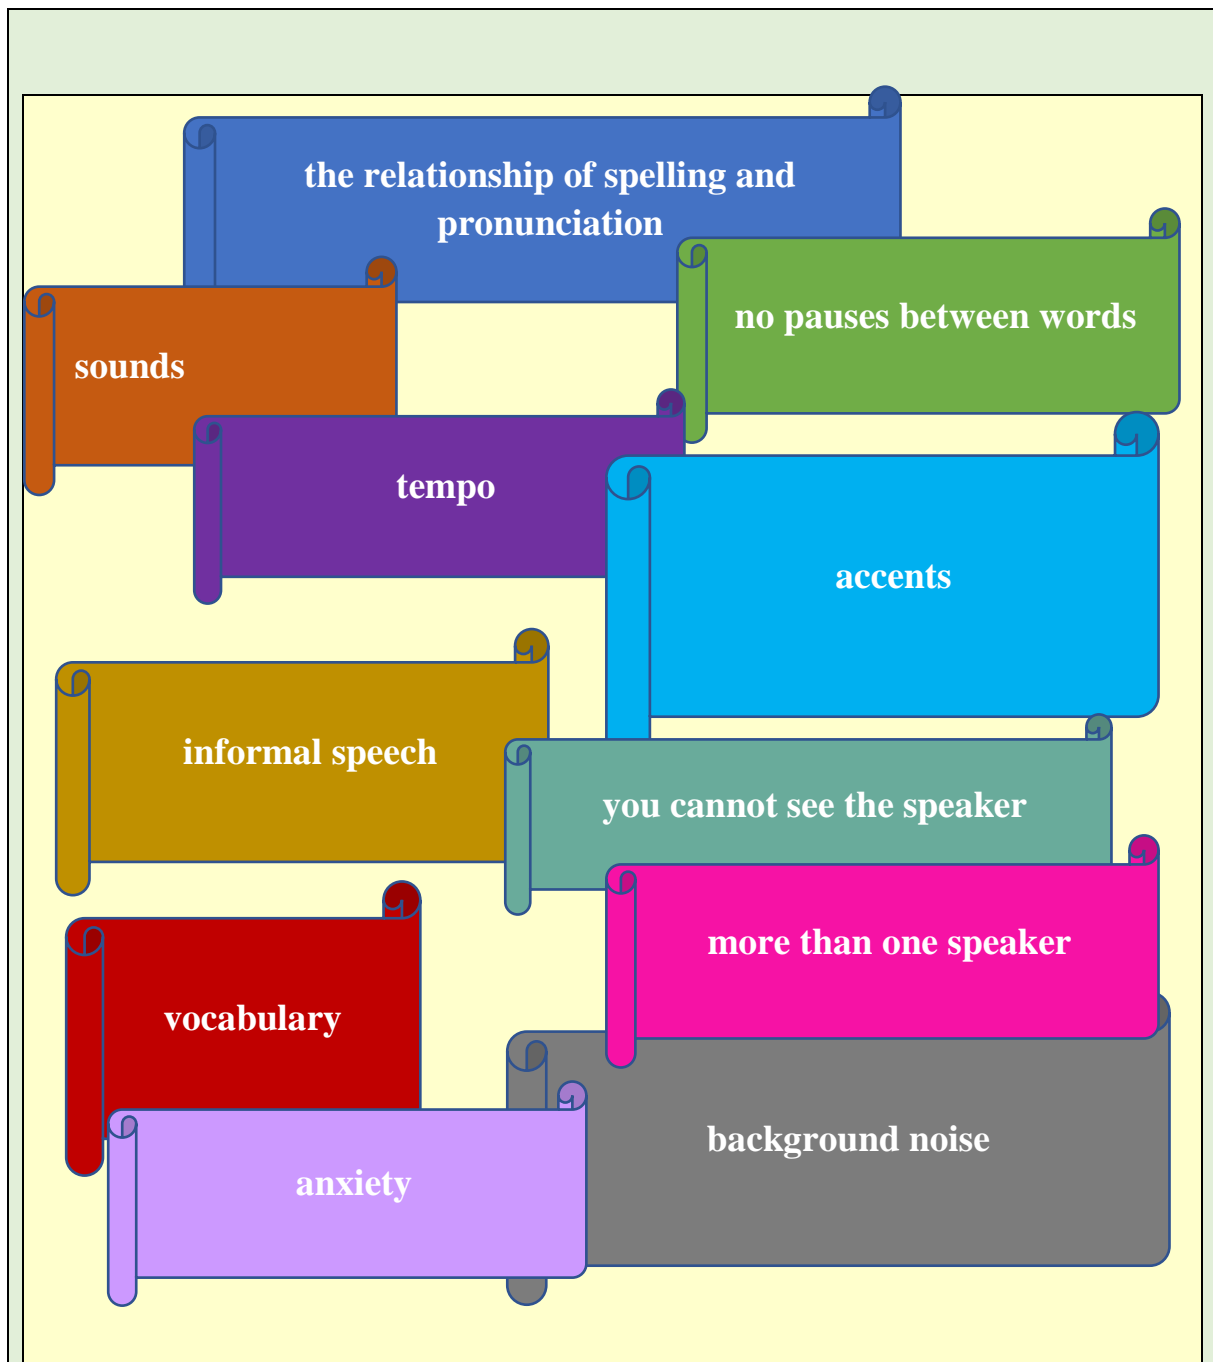 the relationship of spelling and
pronunciation
no pauses between words
sounds
tempo
accents
informal speech
you cannot see the speaker
more than one speaker
vocabulary
background noise
anxiety